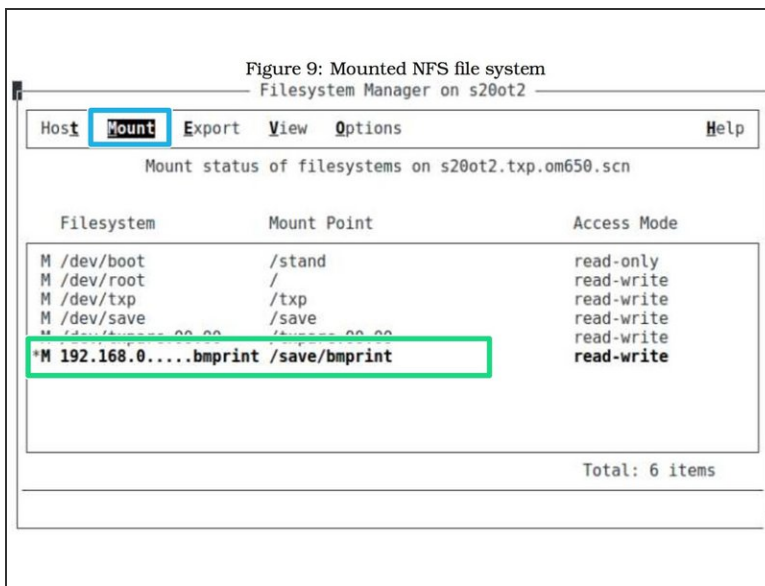 Figure 9: Mounted NFS file system
Filesystem Manager on s20ot2
Host Mount Export View Options Help
Mount status of filesystems on s20ot2.txp.om650.scn
Filesystem Mount Point Access Mode
M /dev/boot /stand read-only
M /dev/root / read-write
M /dev/txp /txp read-write
M /dev/save /save read-write
read-write
*M 192.168.0.....bmprint /save/bmprint read-write
Total: 6 items